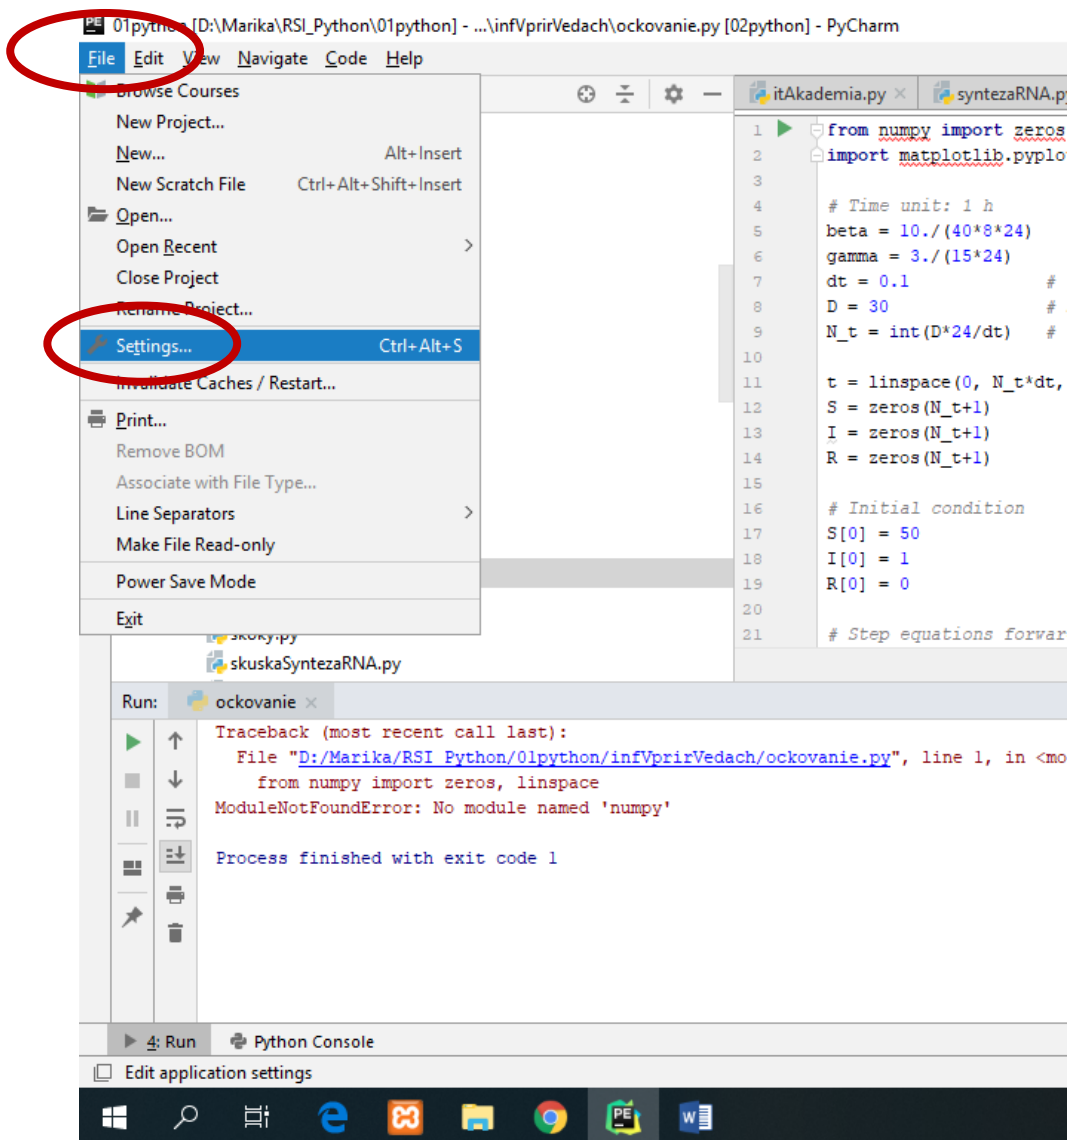 PE 01python [D:\Marika\RSI_Python\01python] - ...\infVprirVedach\ockovanie.py [02python] - PyCharm
File Edit View Navigate Code Help
Browse Courses
New Project...
New... Alt+Insert
New Scratch File Ctrl+Alt+Shift+Insert
Open...
Open Recent
Close Project
Rename Project...
Settings... Ctrl+Alt+S
Invalidate Caches / Restart...
Print...
Remove BOM
Associate with File Type...
Line Separators
Make File Read-only
Power Save Mode
Exit
skoky.py
skuskaSyntezaRNA.py
itAkademia.py syntezaRNA.py
1 from numpy import zeros
2 import matplotlib.pyplo
3
4 # Time unit: 1 h
5 beta = 10./(40*8*24)
6 gamma = 3./(15*24)
7 dt = 0.1 #
8 D = 30 #
9 N_t = int(D*24/dt) #
10
11 t = linspace(0, N_t*dt,
12 S = zeros(N_t+1)
13 I = zeros(N_t+1)
14 R = zeros(N_t+1)
15
16 # Initial condition
17 S[0] = 50
18 I[0] = 1
19 R[0] = 0
20
21 # Step equations forwar
Run: ockovanie
Traceback (most recent call last):
File "D:/Marika/RSI_Python/01python/infVprirVedach/ockovanie.py", line 1, in <mo
from numpy import zeros, linspace
ModuleNotFoundError: No module named 'numpy'
Process finished with exit code 1
4: Run Python Console
Edit application settings
PE W